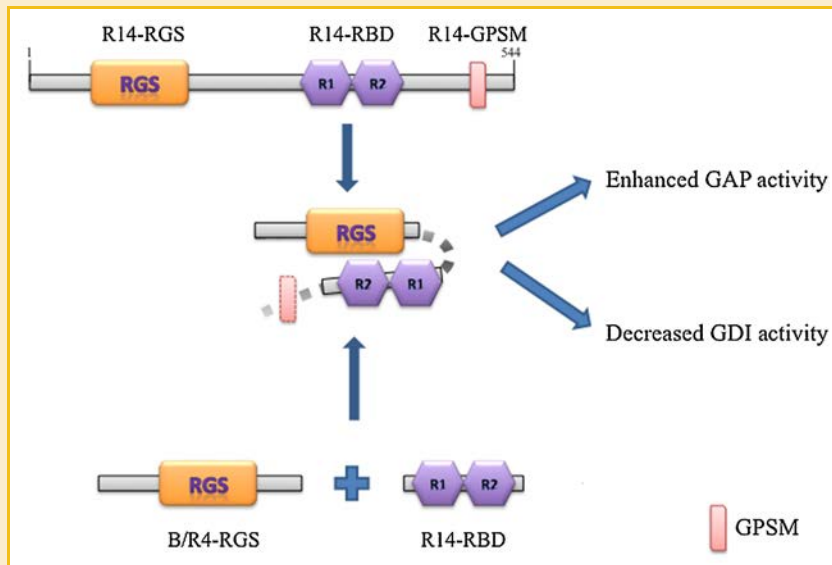 R14-RGS R14-RBD R14-GPSM
1 544
RGS R1 R2
RGS
R2 R1
Enhanced GAP activity
Decreased GDI activity
RGS R1 R2
B/R4-RGS R14-RBD
GPSM